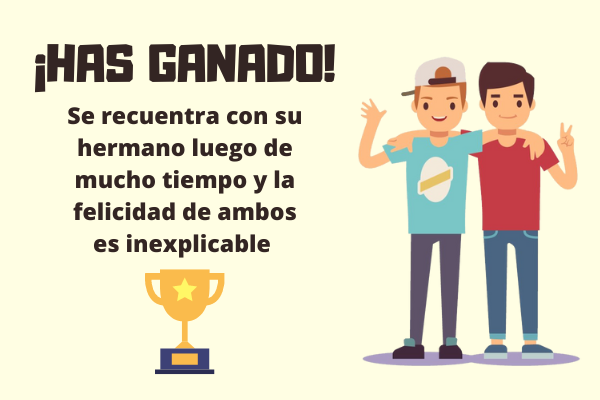 ¡HAS GANADO!
Se recuentra con su
hermano luego de
mucho tiempo y la
felicidad de ambos
es inexplicable